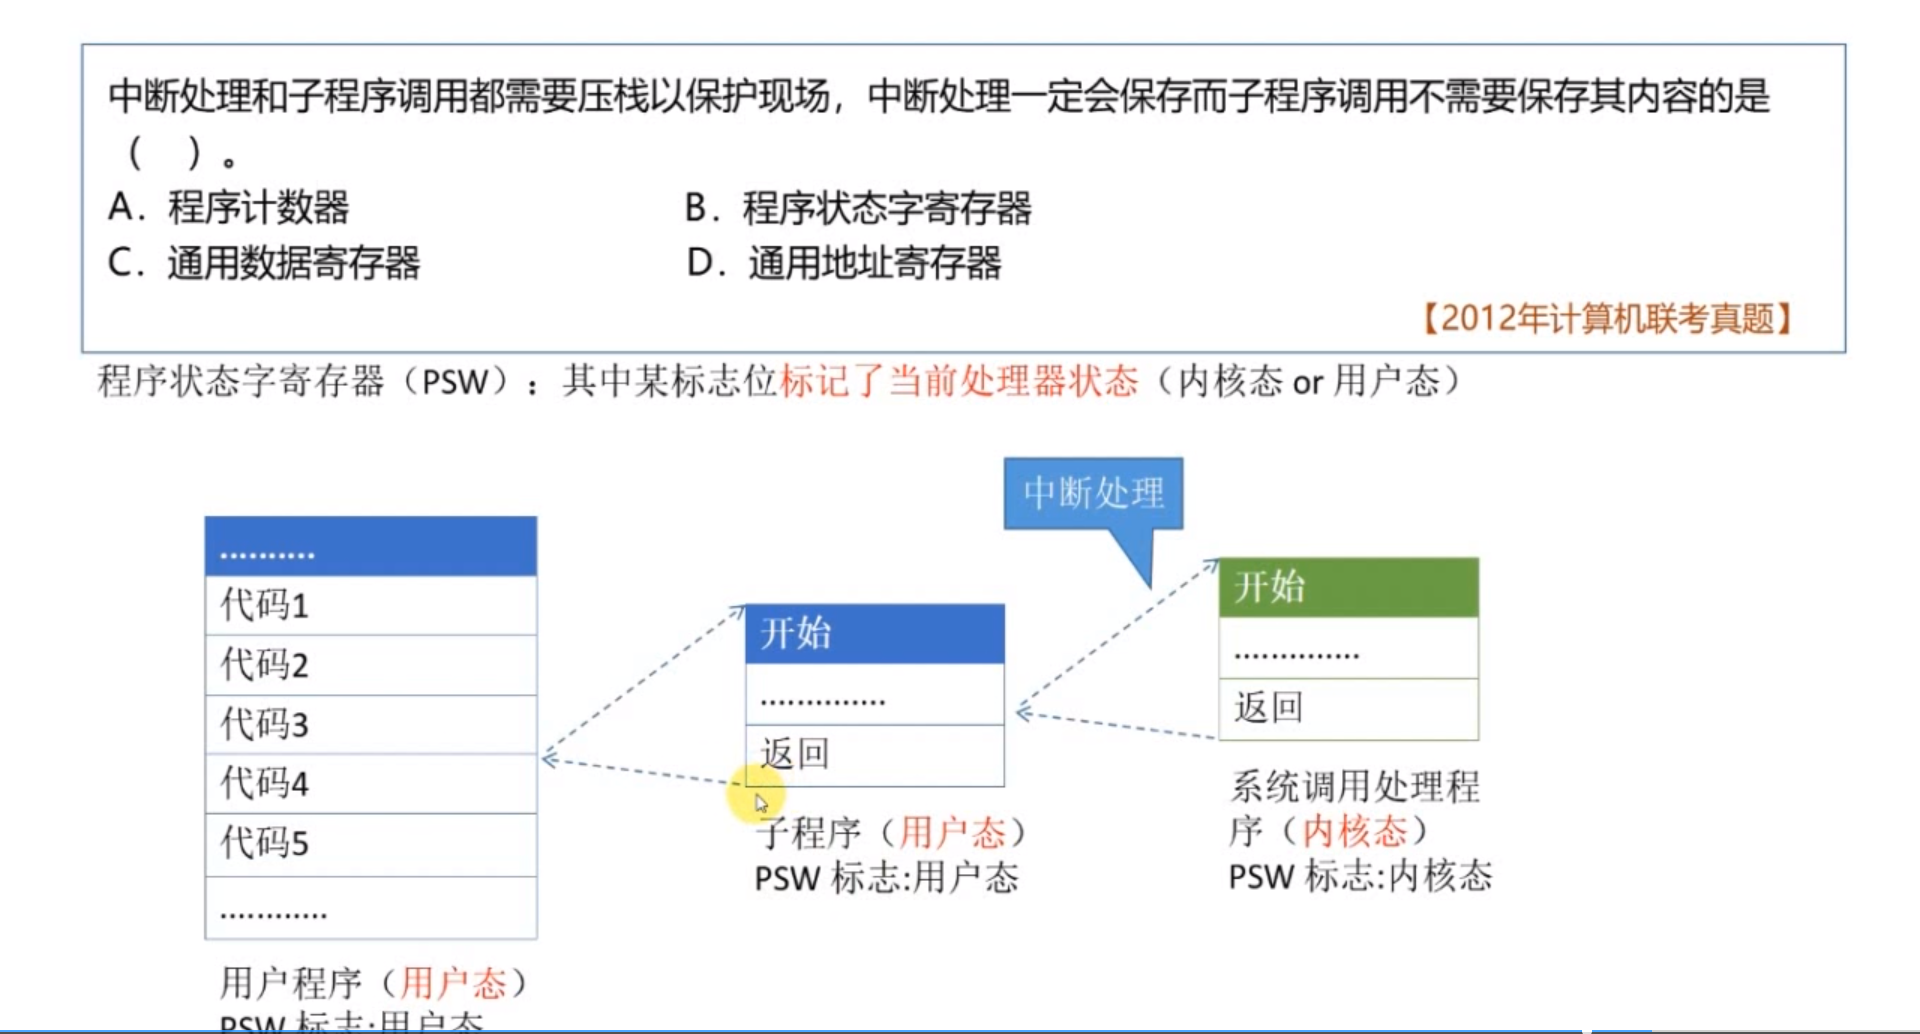 中断处理和子程序调用都需要压栈以保护现场，中断处理一定会保存而子程序调用不需要保存其内容的是
（　）。
A．程序计数器 B．程序状态字寄存器
C．通用数据寄存器 D．通用地址寄存器
【2012年计算机联考真题】
程序状态字寄存器（PSW）：其中某标志位标记了当前处理器状态（内核态 or 用户态）
中断处理
..........
代码1
代码2
代码3
代码4
代码5
............
用户程序（用户态）
PSW 标志:用户态
开始
..............
返回
子程序（用户态）
PSW 标志:用户态
开始
..............
返回
系统调用处理程
序（内核态）
PSW 标志:内核态